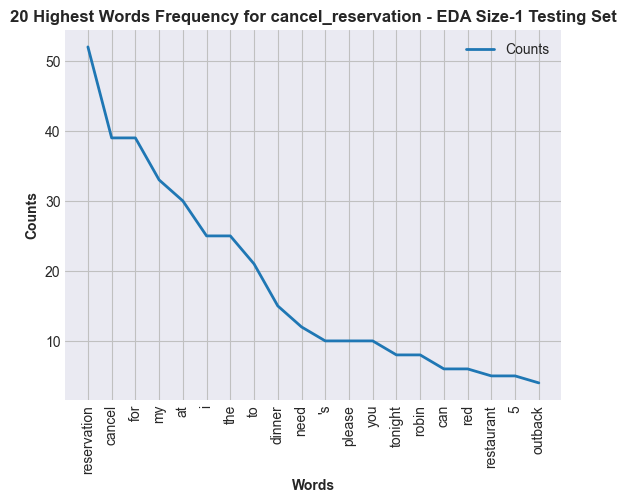 20 Highest Words Frequency for cancel_reservation - EDA Size-1 Testing Set
Counts
50
40
30
20
10
Counts
reservation
cancel
for
my
at
i
the
to
dinner
need
's
please
you
tonight
robin
can
red
restaurant
5
outback
Words